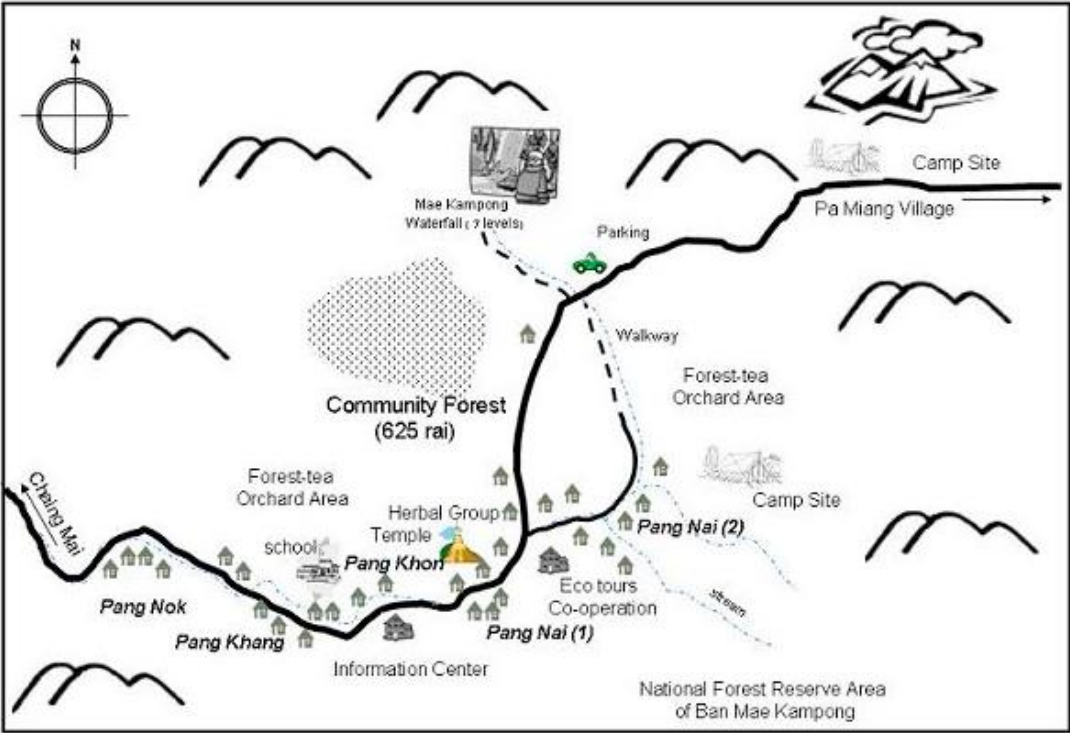 N
Camp Site
Pa Miang Village
Mae Kampong
Waterfall ( 7 levels)
Parking
Walkway
Forest-tea
Orchard Area
Community Forest
(625 rai)
Chaing Mai
Forest-tea
Orchard Area
Camp Site
Herbal Group
Temple
Pang Nai (2)
school
Pang Khon
Eco tours
Co-operation
stream
Pang Nok
Pang Khang
Pang Nai (1)
Information Center
National Forest Reserve Area
of Ban Mae Kampong